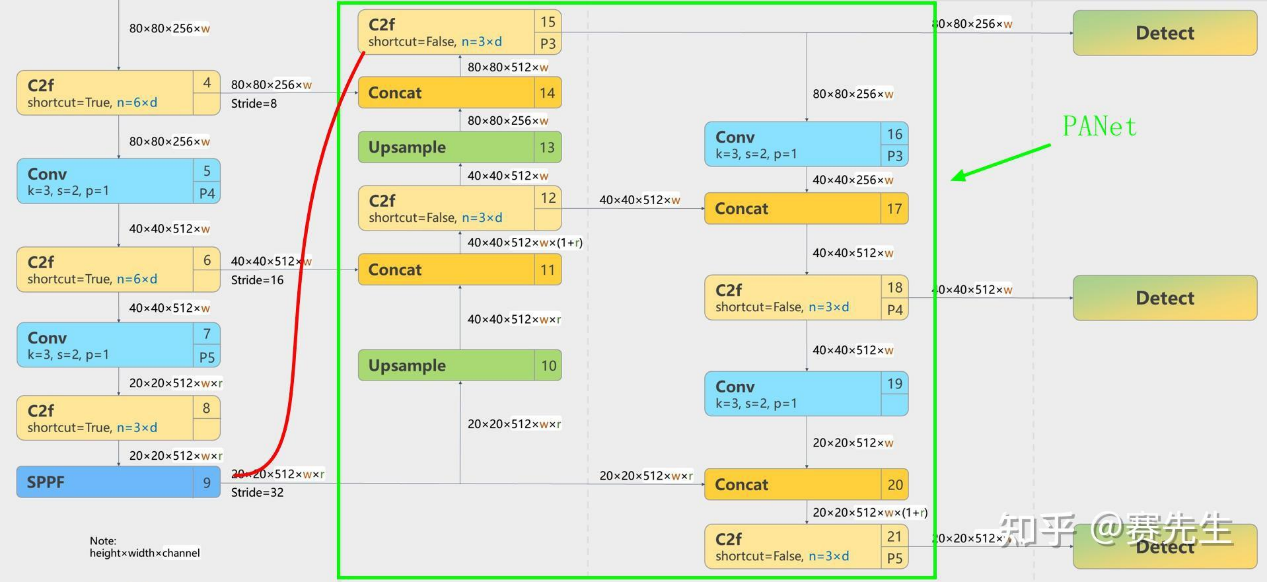 80×80×256×w
C2f
4
shortcut=True, n=6×d
80×80×256×w
Stride=8
80×80×256×w
Conv
5
k=3, s=2, p=1
P4
40×40×512×w
C2f
6
shortcut=True, n=6×d
40×40×512×w
Stride=16
40×40×512×w
Conv
7
k=3, s=2, p=1
P5
20×20×512×w×r
C2f
8
shortcut=True, n=3×d
20×20×512×w×r
SPPF
9
20×20×512×w×r
Stride=32
Note:
height×width×channel
C2f
15
shortcut=False, n=3×d
P3
80×80×512×w
Concat
14
80×80×256×w
Upsample
13
40×40×512×w
C2f
12
shortcut=False, n=3×d
40×40×512×w×(1+r)
Concat
11
40×40×512×w×r
Upsample
10
20×20×512×w×r
80×80×256×w
Detect
80×80×256×w
Conv
16
k=3, s=2, p=1
P3
40×40×256×w
40×40×512×w
Concat
17
40×40×512×w
C2f
18
shortcut=False, n=3×d
P4
40×40×512×w
Detect
40×40×512×w
Conv
19
k=3, s=2, p=1
20×20×512×w
20×20×512×w×r
Concat
20
20×20×512×w×(1+r)
C2f
21
shortcut=False, n=3×d
P5
Detect
PANet
知乎 @赛先生